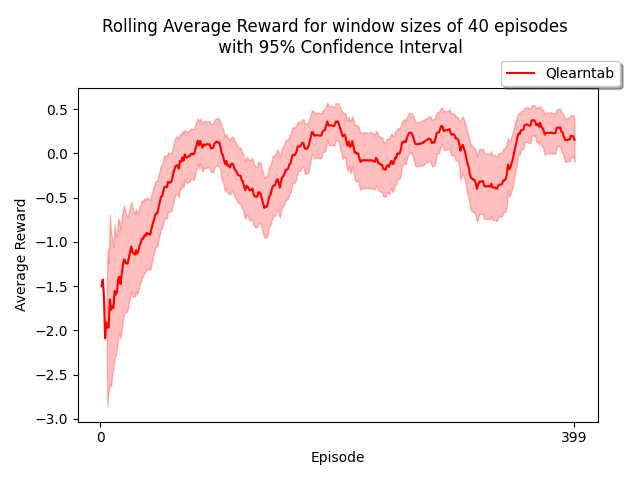 Rolling Average Reward for window sizes of 40 episodes
with 95% Confidence Interval
Qlearntab
0.5
0.0
−0.5
−1.0
−1.5
−2.0
−2.5
−3.0
Average Reward
0
399
Episode